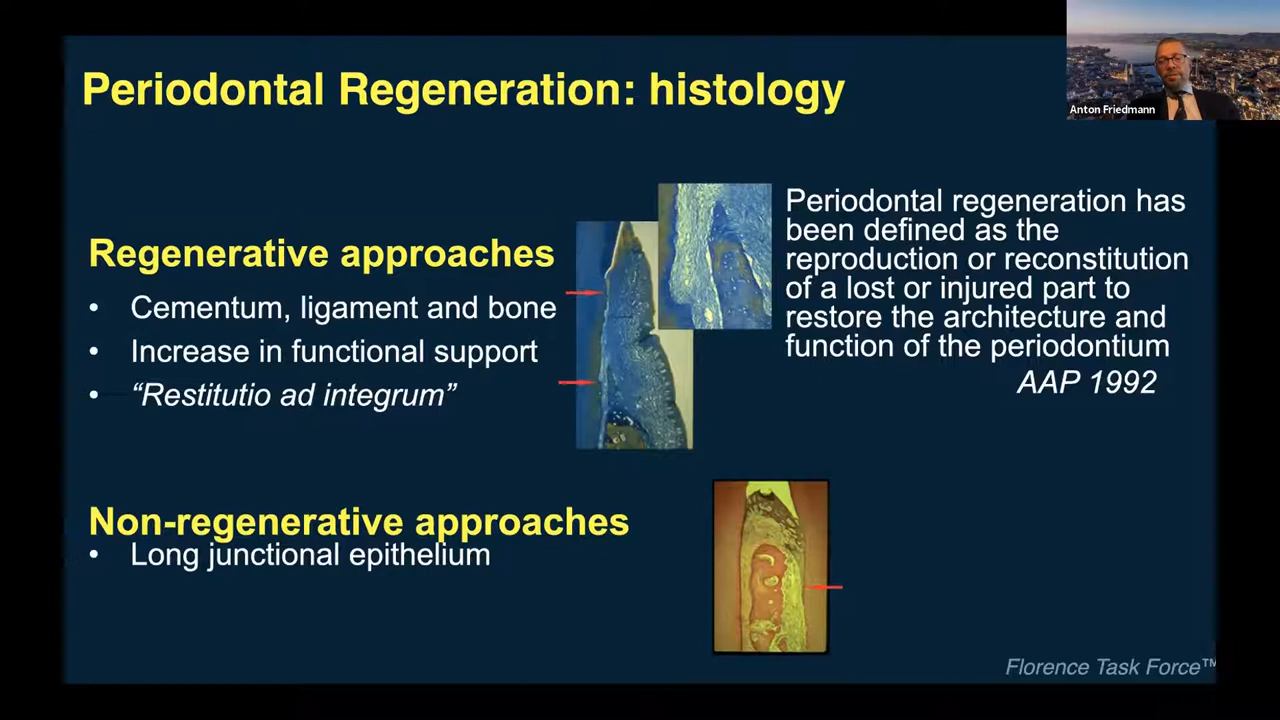 Periodontal Regeneration: histology
Anton Friedmann
Regenerative approaches
• Cementum, ligament and bone
• Increase in functional support
• “Restitutio ad integrum”
Periodontal regeneration has
been defined as the
reproduction or reconstitution
of a lost or injured part to
restore the architecture and
function of the periodontium
AAP 1992
Non-regenerative approaches
• Long junctional epithelium
Florence Task Force™